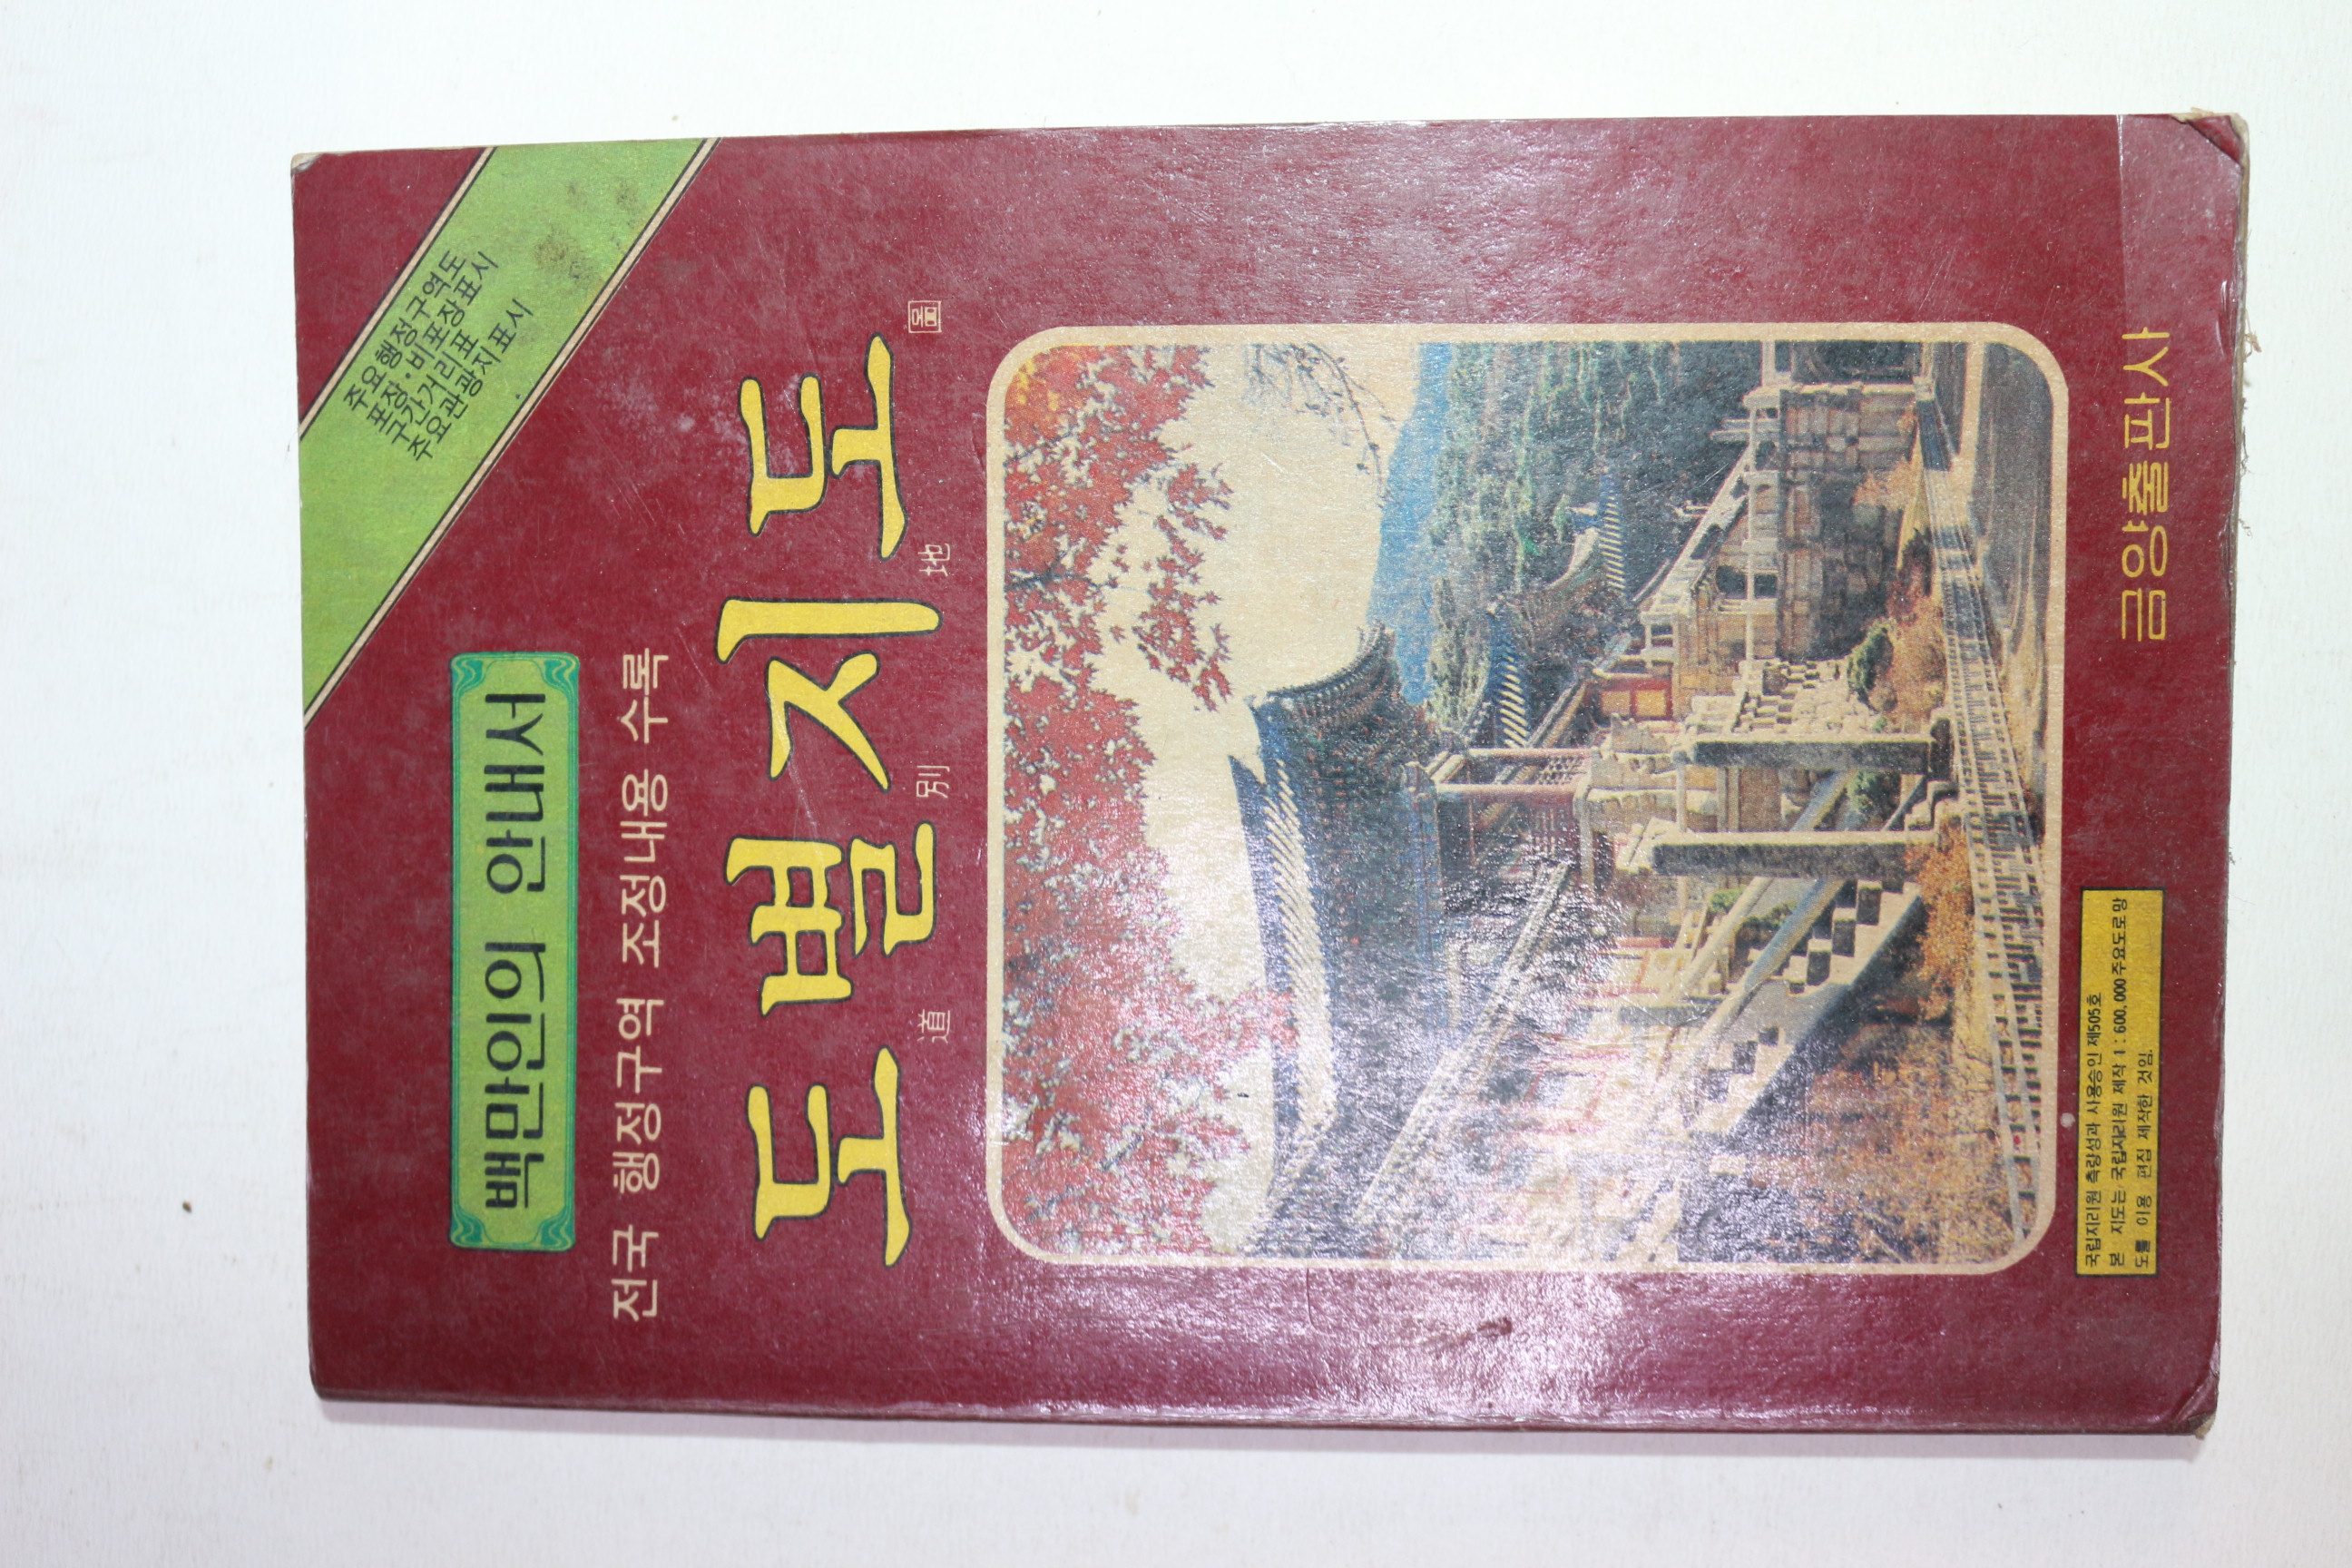 주요행정구역도
포장·비포장표시
구간거리표
주요관광지표시
백만인의 안내서
전국 행정구역 조정내용 수록
도별지도
道別地圖
국립지리원 측량성과 사용승인 제505호
본 지도는 국립지리원 제작 1:600,000 주요도로망
도를 이용 편집 제작한 것임.
금양출판사